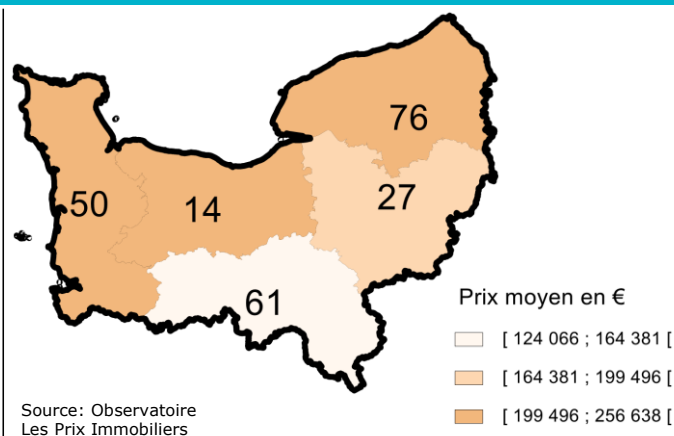 76
50
14
27
61
Prix moyen en €
[ 124 066 ; 164 381 [
[ 164 381 ; 199 496 [
[ 199 496 ; 256 638 [
Source: Observatoire
Les Prix Immobiliers